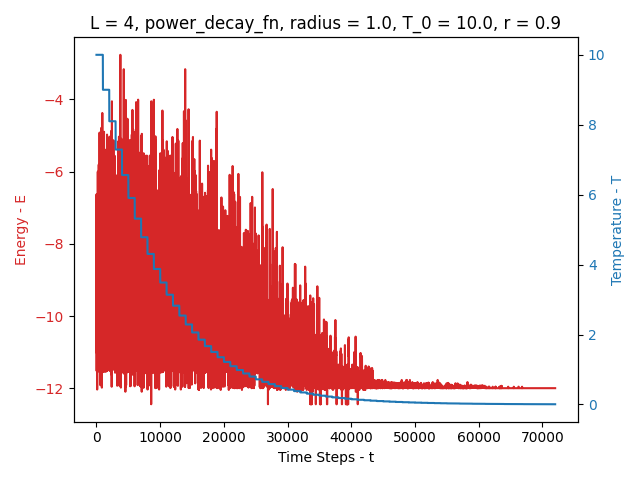 L = 4, power_decay_fn, radius = 1.0, T_0 = 10.0, r = 0.9
Energy - E
−4
−6
−8
−10
−12
10
8
6
4
2
0
Temperature - T
0 10000 20000 30000 40000 50000 60000 70000
Time Steps - t